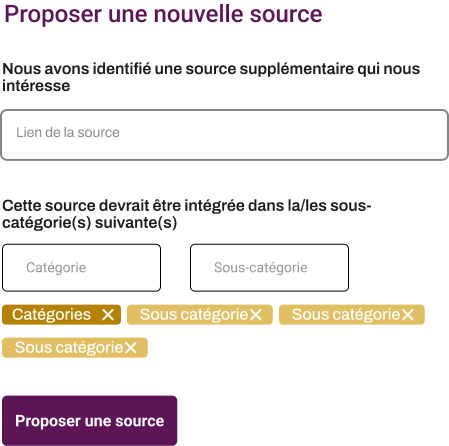 Proposer une nouvelle source
Nous avons identifié une source supplémentaire qui nous
intéresse
Lien de la source
Cette source devrait être intégrée dans la/les sous-
catégorie(s) suivante(s)
Catégorie Sous-catégorie
Catégories ✕ Sous catégorie✕ Sous catégorie✕
Sous catégorie✕
Proposer une source